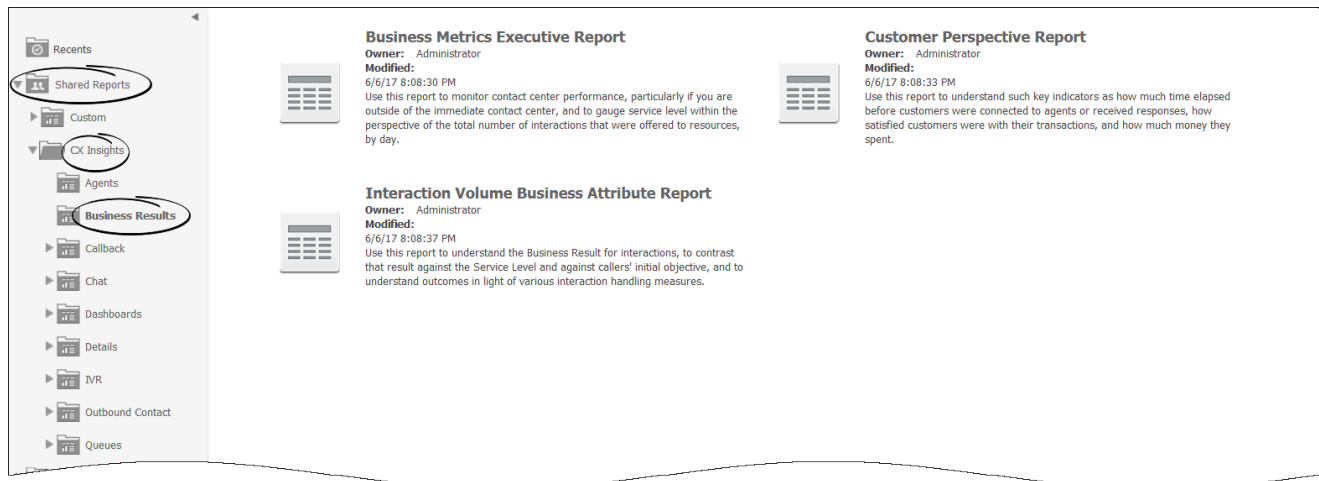 Recents
Shared Reports
Custom
CX Insights
Agents
Business Results
Callback
Chat
Dashboards
Details
IVR
Outbound Contact
Queues
Business Metrics Executive Report
Owner: Administrator
Modified:
6/6/17 8:08:30 PM
Use this report to monitor contact center performance, particularly if you are
outside of the immediate contact center, and to gauge service level within the
perspective of the total number of interactions that were offered to resources,
by day.
Customer Perspective Report
Owner: Administrator
Modified:
6/6/17 8:08:33 PM
Use this report to understand such key indicators as how much time elapsed
before customers were connected to agents or received responses, how
satisfied customers were with their transactions, and how much money they
spent.
Interaction Volume Business Attribute Report
Owner: Administrator
Modified:
6/6/17 8:08:37 PM
Use this report to understand the Business Result for interactions, to contrast
that result against the Service Level and against callers' initial objective, and to
understand outcomes in light of various interaction handling measures.